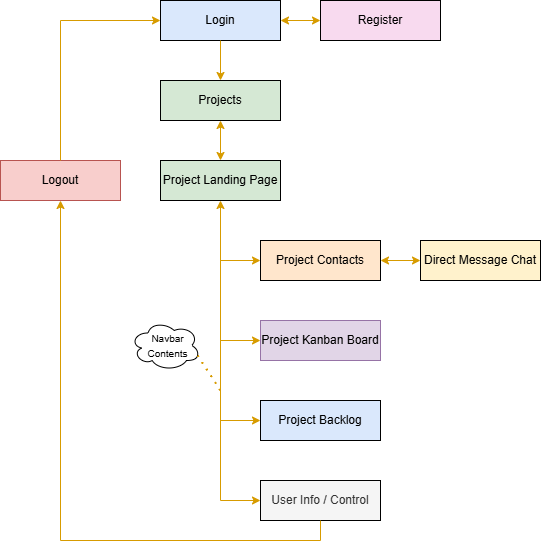 Login
Register
Projects
Logout
Project Landing Page
Project Contacts
Direct Message Chat
Navbar
Contents
Project Kanban Board
Project Backlog
User Info / Control